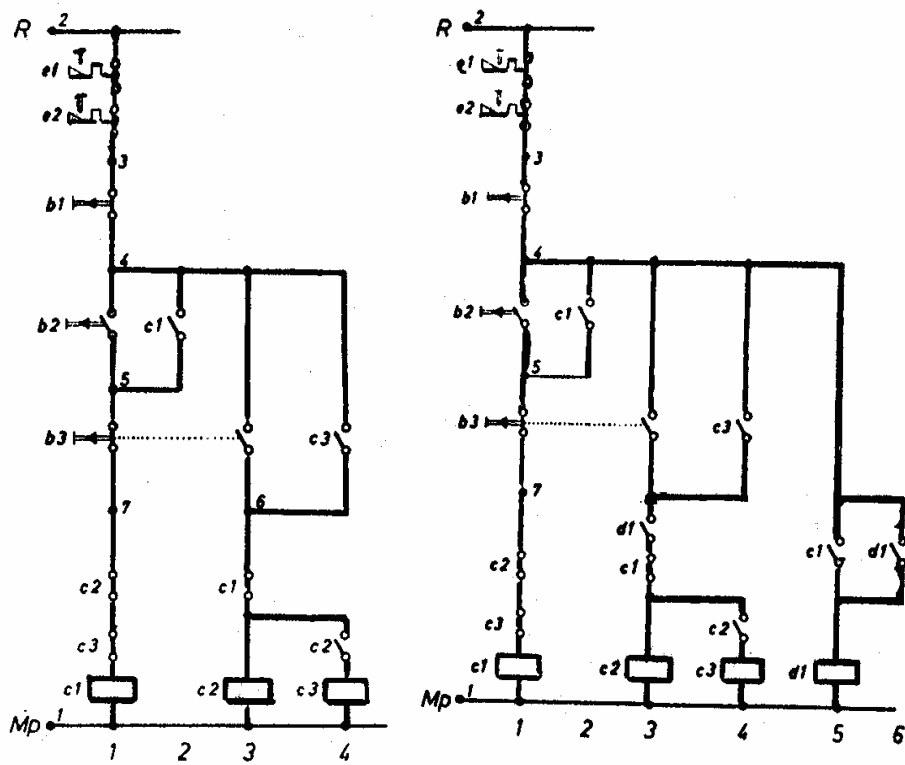 R 2
e1
e2
3
b1
4
b2 c1
5
b3 c3
7 6
c2 c1
c3 c2
c1 c2 c3
Mp 1
1 2 3 4
R 2
e1
e2
3
b1
4
b2 c1
5
b3 c3
7
d1 c1 d1
c2 c1
c3 c2
c1 c2 c3 d1
Mp 1
1 2 3 4 5 6